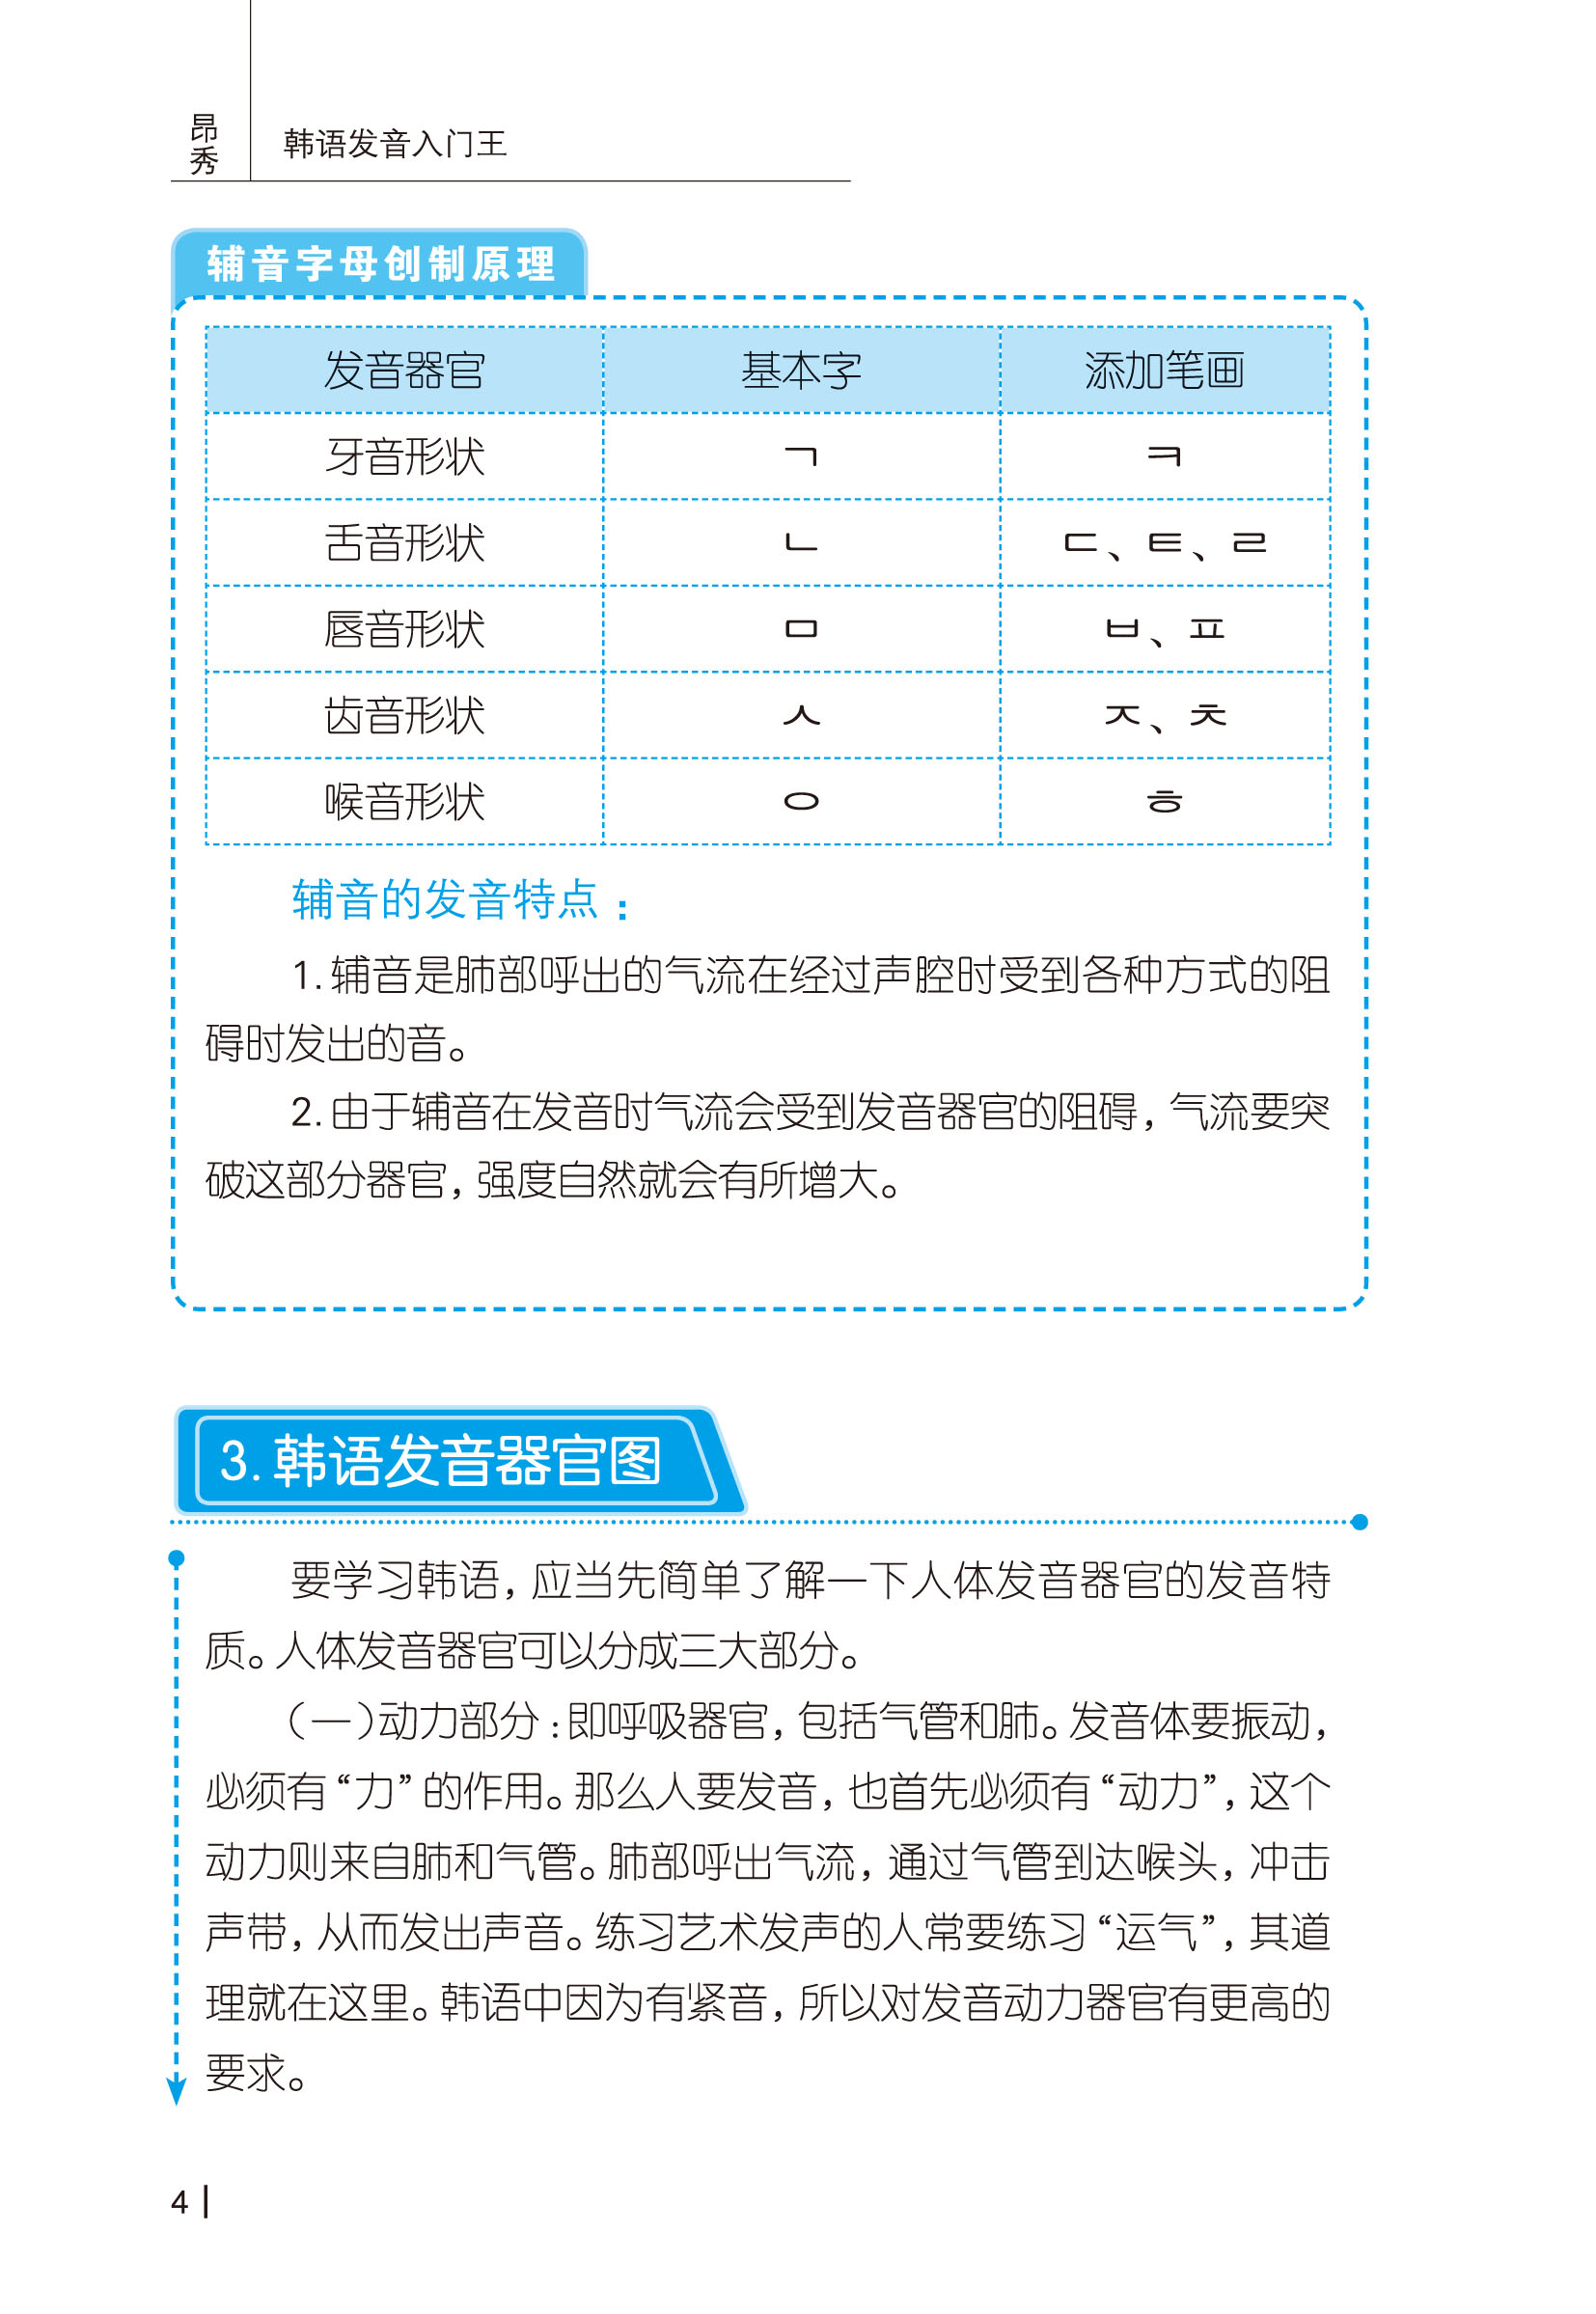 昂秀
韩语发音入门王
辅音字母创制原理
发音器官 基本字 添加笔画
牙音形状 ㄱ ㅋ
舌音形状 ㄴ ㄷ、ㅌ、ㄹ
唇音形状 ㅁ ㅂ、ㅍ
齿音形状 ㅅ ㅈ、ㅊ
喉音形状 ㅇ ㅎ
辅音的发音特点：
1.辅音是肺部呼出的气流在经过声腔时受到各种方式的阻
碍时发出的音。
2.由于辅音在发音时气流会受到发音器官的阻碍，气流要突
破这部分器官，强度自然就会有所增大。
3.韩语发音器官图
要学习韩语，应当先简单了解一下人体发音器官的发音特
质。人体发音器官可以分成三大部分。
（一）动力部分：即呼吸器官，包括气管和肺。发音体要振动，
必须有“力”的作用。那么人要发音，也首先必须有“动力”，这个
动力则来自肺和气管。肺部呼出气流，通过气管到达喉头，冲击
声带，从而发出声音。练习艺术发声的人常要练习“运气”，其道
理就在这里。韩语中因为有紧音，所以对发音动力器官有更高的
要求。
4